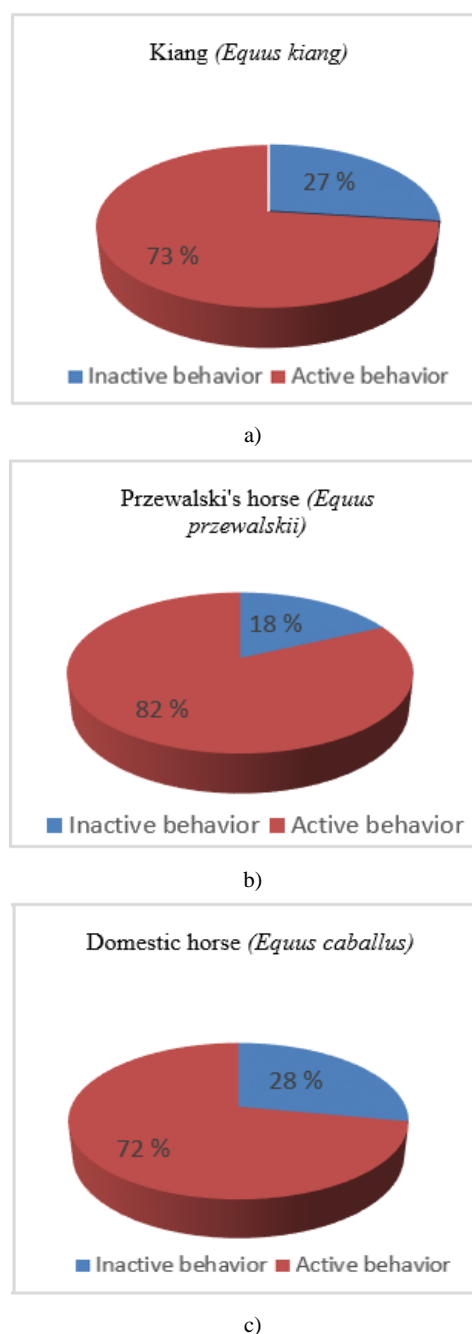 Kiang (Equus kiang)
27 %
73 %
Inactive behavior Active behavior
a)
Przewalski's horse (Equus
przewalskii)
18 %
82 %
Inactive behavior Active behavior
b)
Domestic horse (Equus caballus)
28 %
72 %
Inactive behavior Active behavior
c)